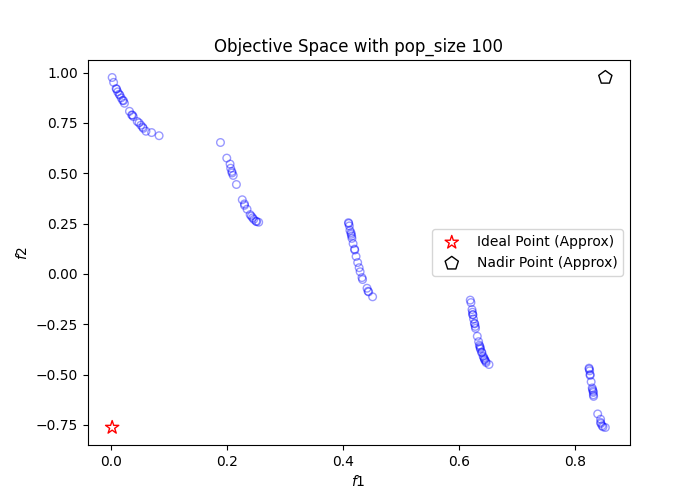 Objective Space with pop_size 100
1.00
0.75
0.50
0.25
0.00
−0.25
−0.50
−0.75
f2
Ideal Point (Approx)
Nadir Point (Approx)
0.0 0.2 0.4 0.6 0.8
f1